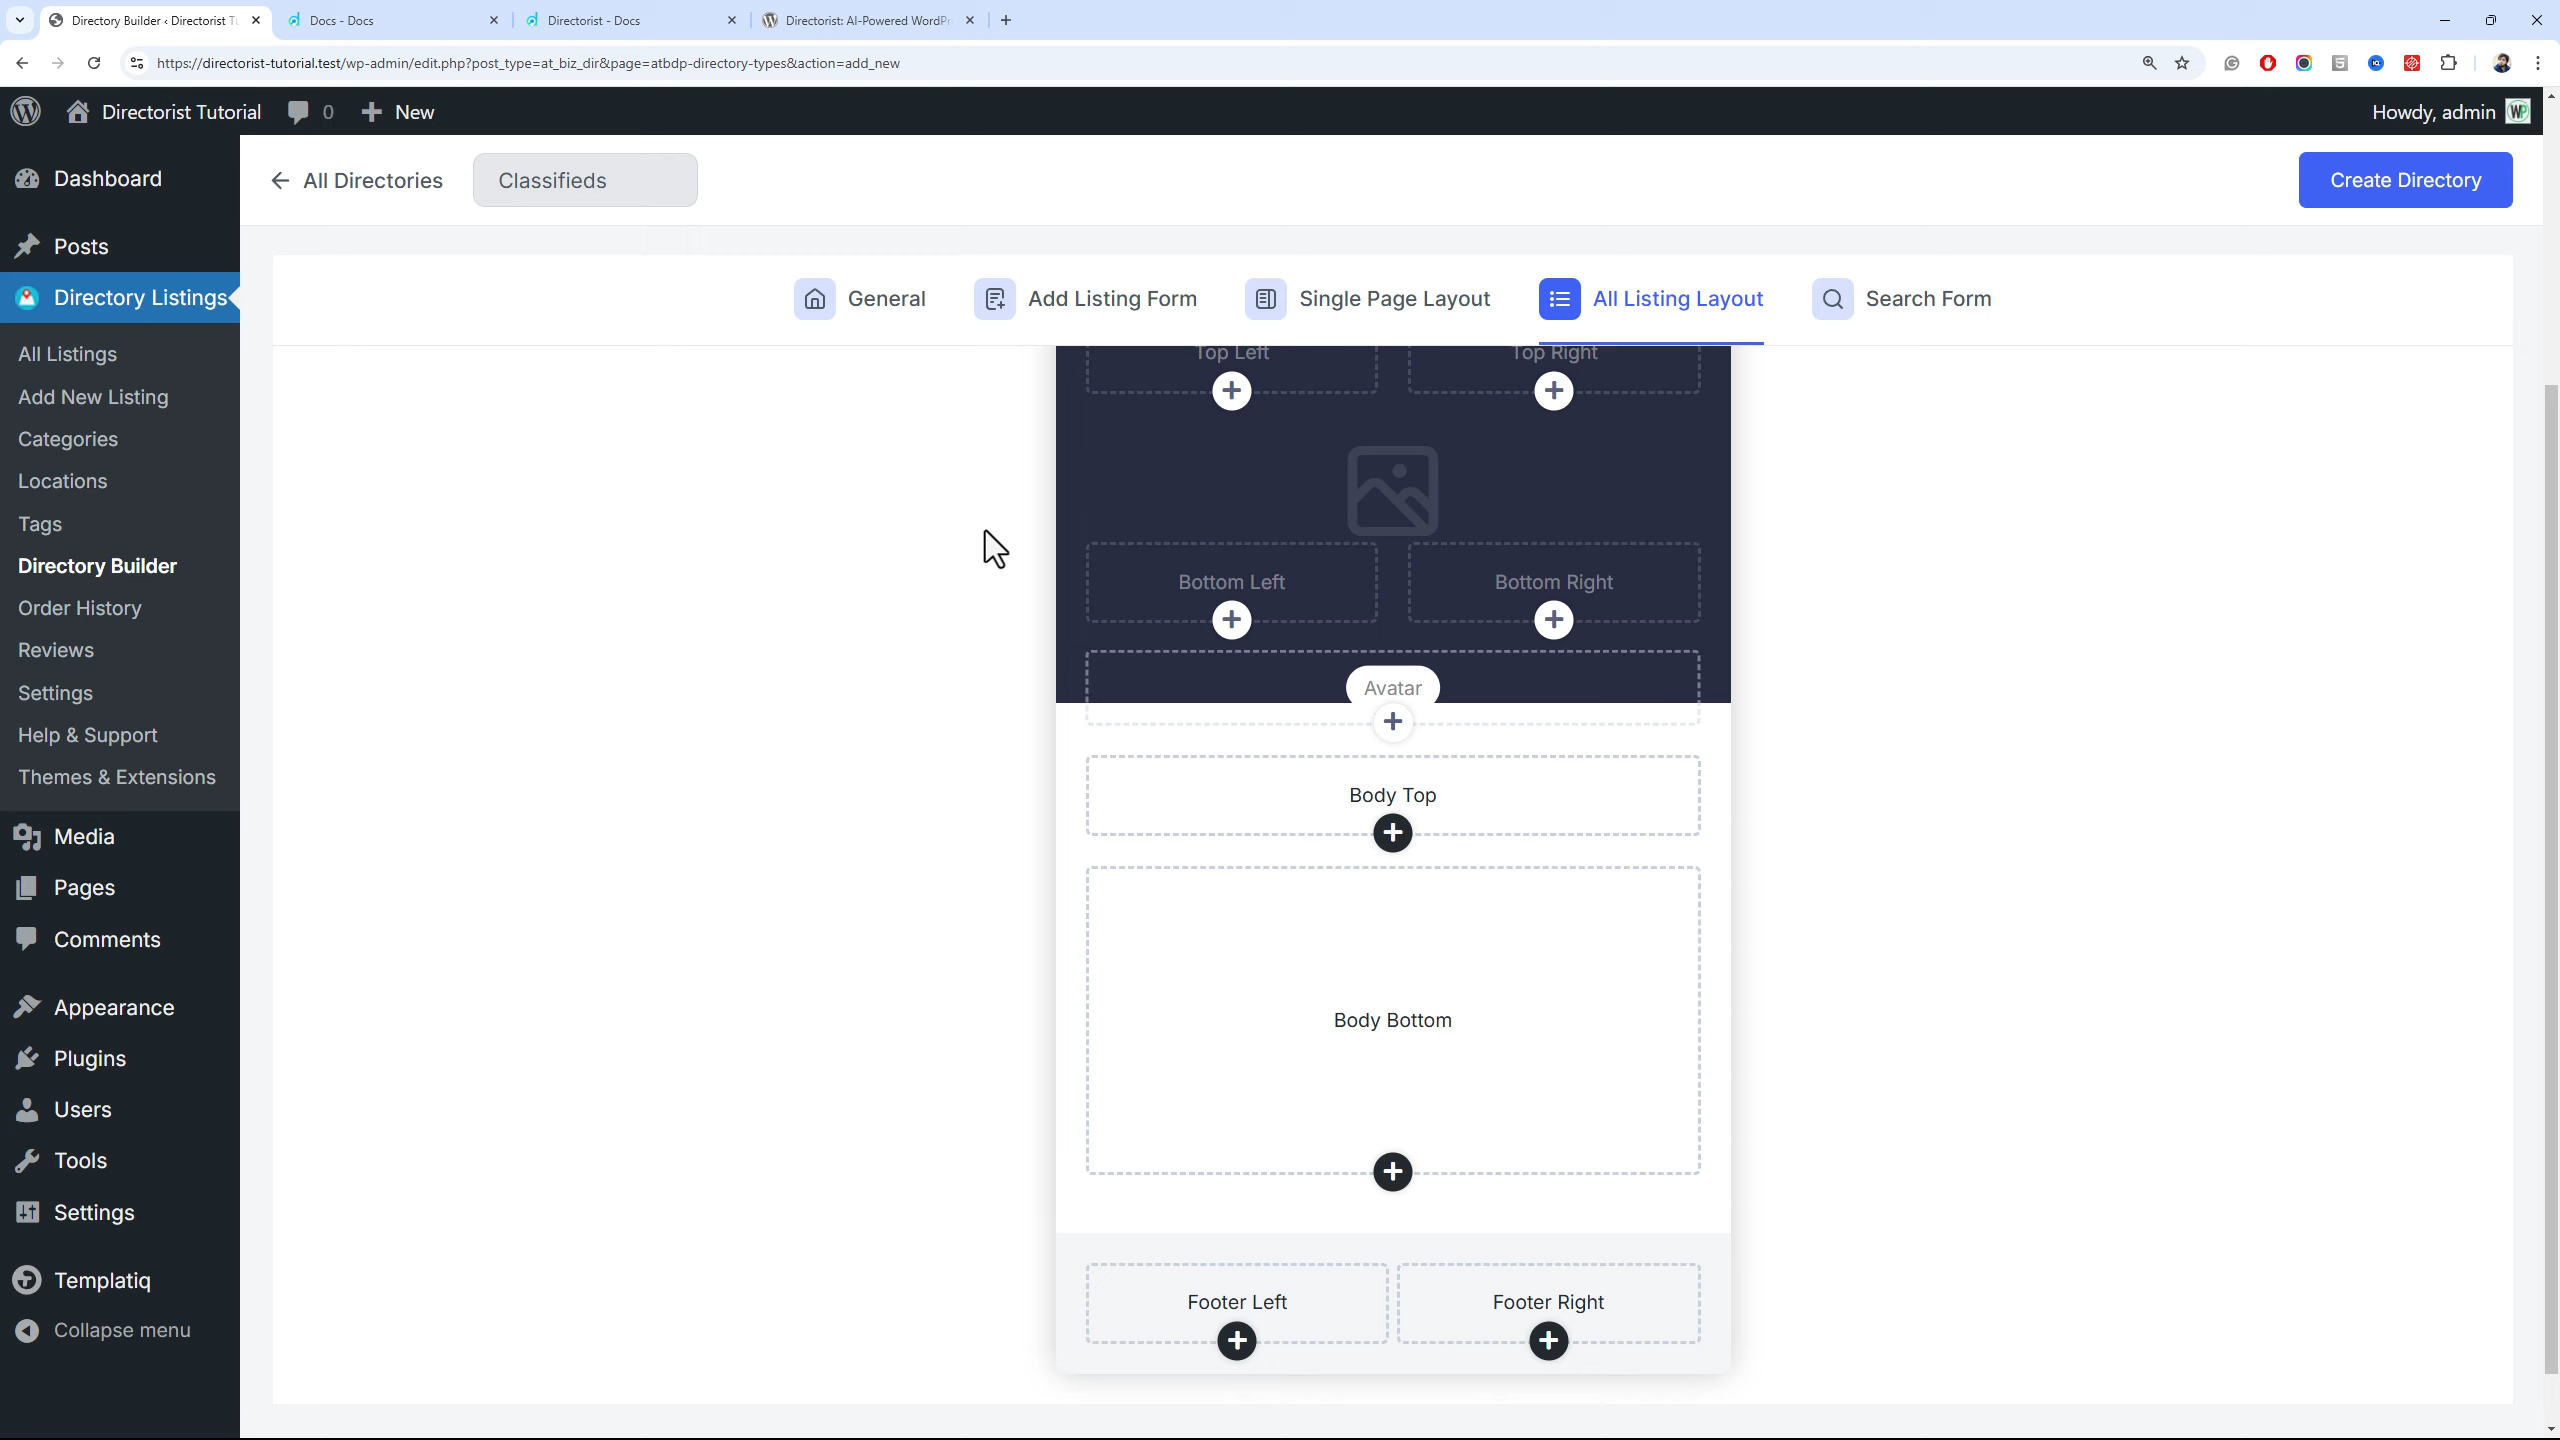 Directory Builder ‹ Directorist Tu
Docs - Docs
Directorist - Docs
Directorist: AI-Powered WordPr
https://directorist-tutorial.test/wp-admin/edit.php?post_type=at_biz_dir&page=atbdp-directory-types&action=add_new
Directorist Tutorial
0
New
Howdy, admin
Dashboard
Posts
Directory Listings
All Listings
Add New Listing
Categories
Locations
Tags
Directory Builder
Order History
Reviews
Settings
Help & Support
Themes & Extensions
Media
Pages
Comments
Appearance
Plugins
Users
Tools
Settings
Templatiq
Collapse menu
All Directories
Classifieds
Create Directory
General
Add Listing Form
Single Page Layout
All Listing Layout
Search Form
Top Left
Top Right
Bottom Left
Bottom Right
Avatar
Body Top
Body Bottom
Footer Left
Footer Right